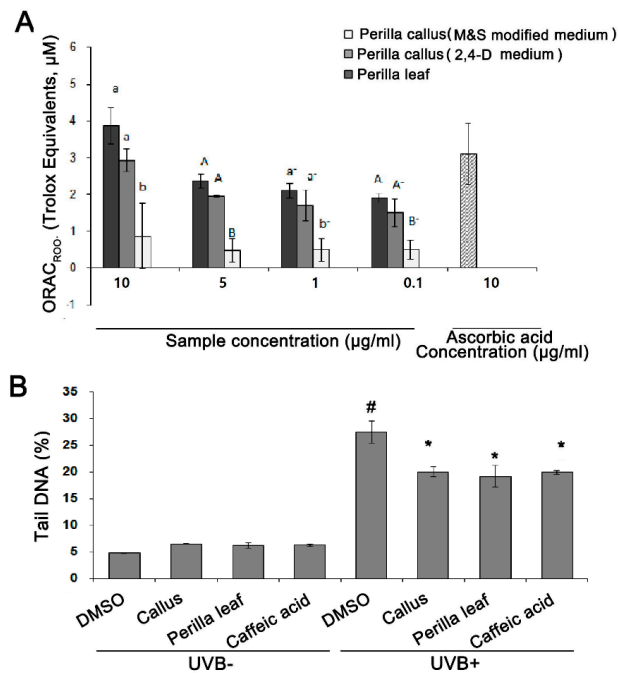 A
Perilla callus(M&S modified medium)
Perilla callus(2,4-D medium)
Perilla leaf
ORAC_ROO· (Trolox Equivalents, μM)
6
5
4
3
2
1
0
-1
a
a
b
A
A
B
a-
a-
b-
A-
A-
B-
10
5
1
0.1
10
Sample concentration (μg/ml)
Ascorbic acid
Concentration (μg/ml)
B
Tail DNA (%)
35
30
25
20
15
10
5
0
#
*
*
*
DMSO
Callus
Perilla leaf
Caffeic acid
DMSO
Callus
Perilla leaf
Caffeic acid
UVB-
UVB+